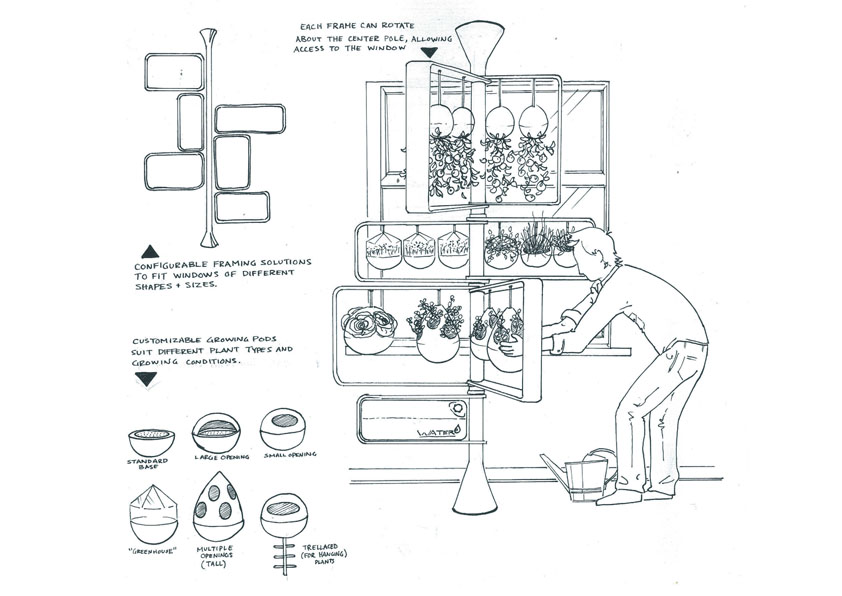 EACH FRAME CAN ROTATE
ABOUT THE CENTER POLE, ALLOWING
ACCESS TO THE WINDOW
CONFIGURABLE FRAMING SOLUTIONS
TO FIT WINDOWS OF DIFFERENT
SHAPES + SIZES.
CUSTOMIZABLE GROWING PODS
SUIT DIFFERENT PLANT TYPES AND
GROWING CONDITIONS.
STANDARD
BASE
LARGE OPENING
SMALL OPENING
"GREENHOUSE"
MULTIPLE
OPENINGS
(TALL)
TRELLACED
(FOR HANGING)
PLANTS
WATER